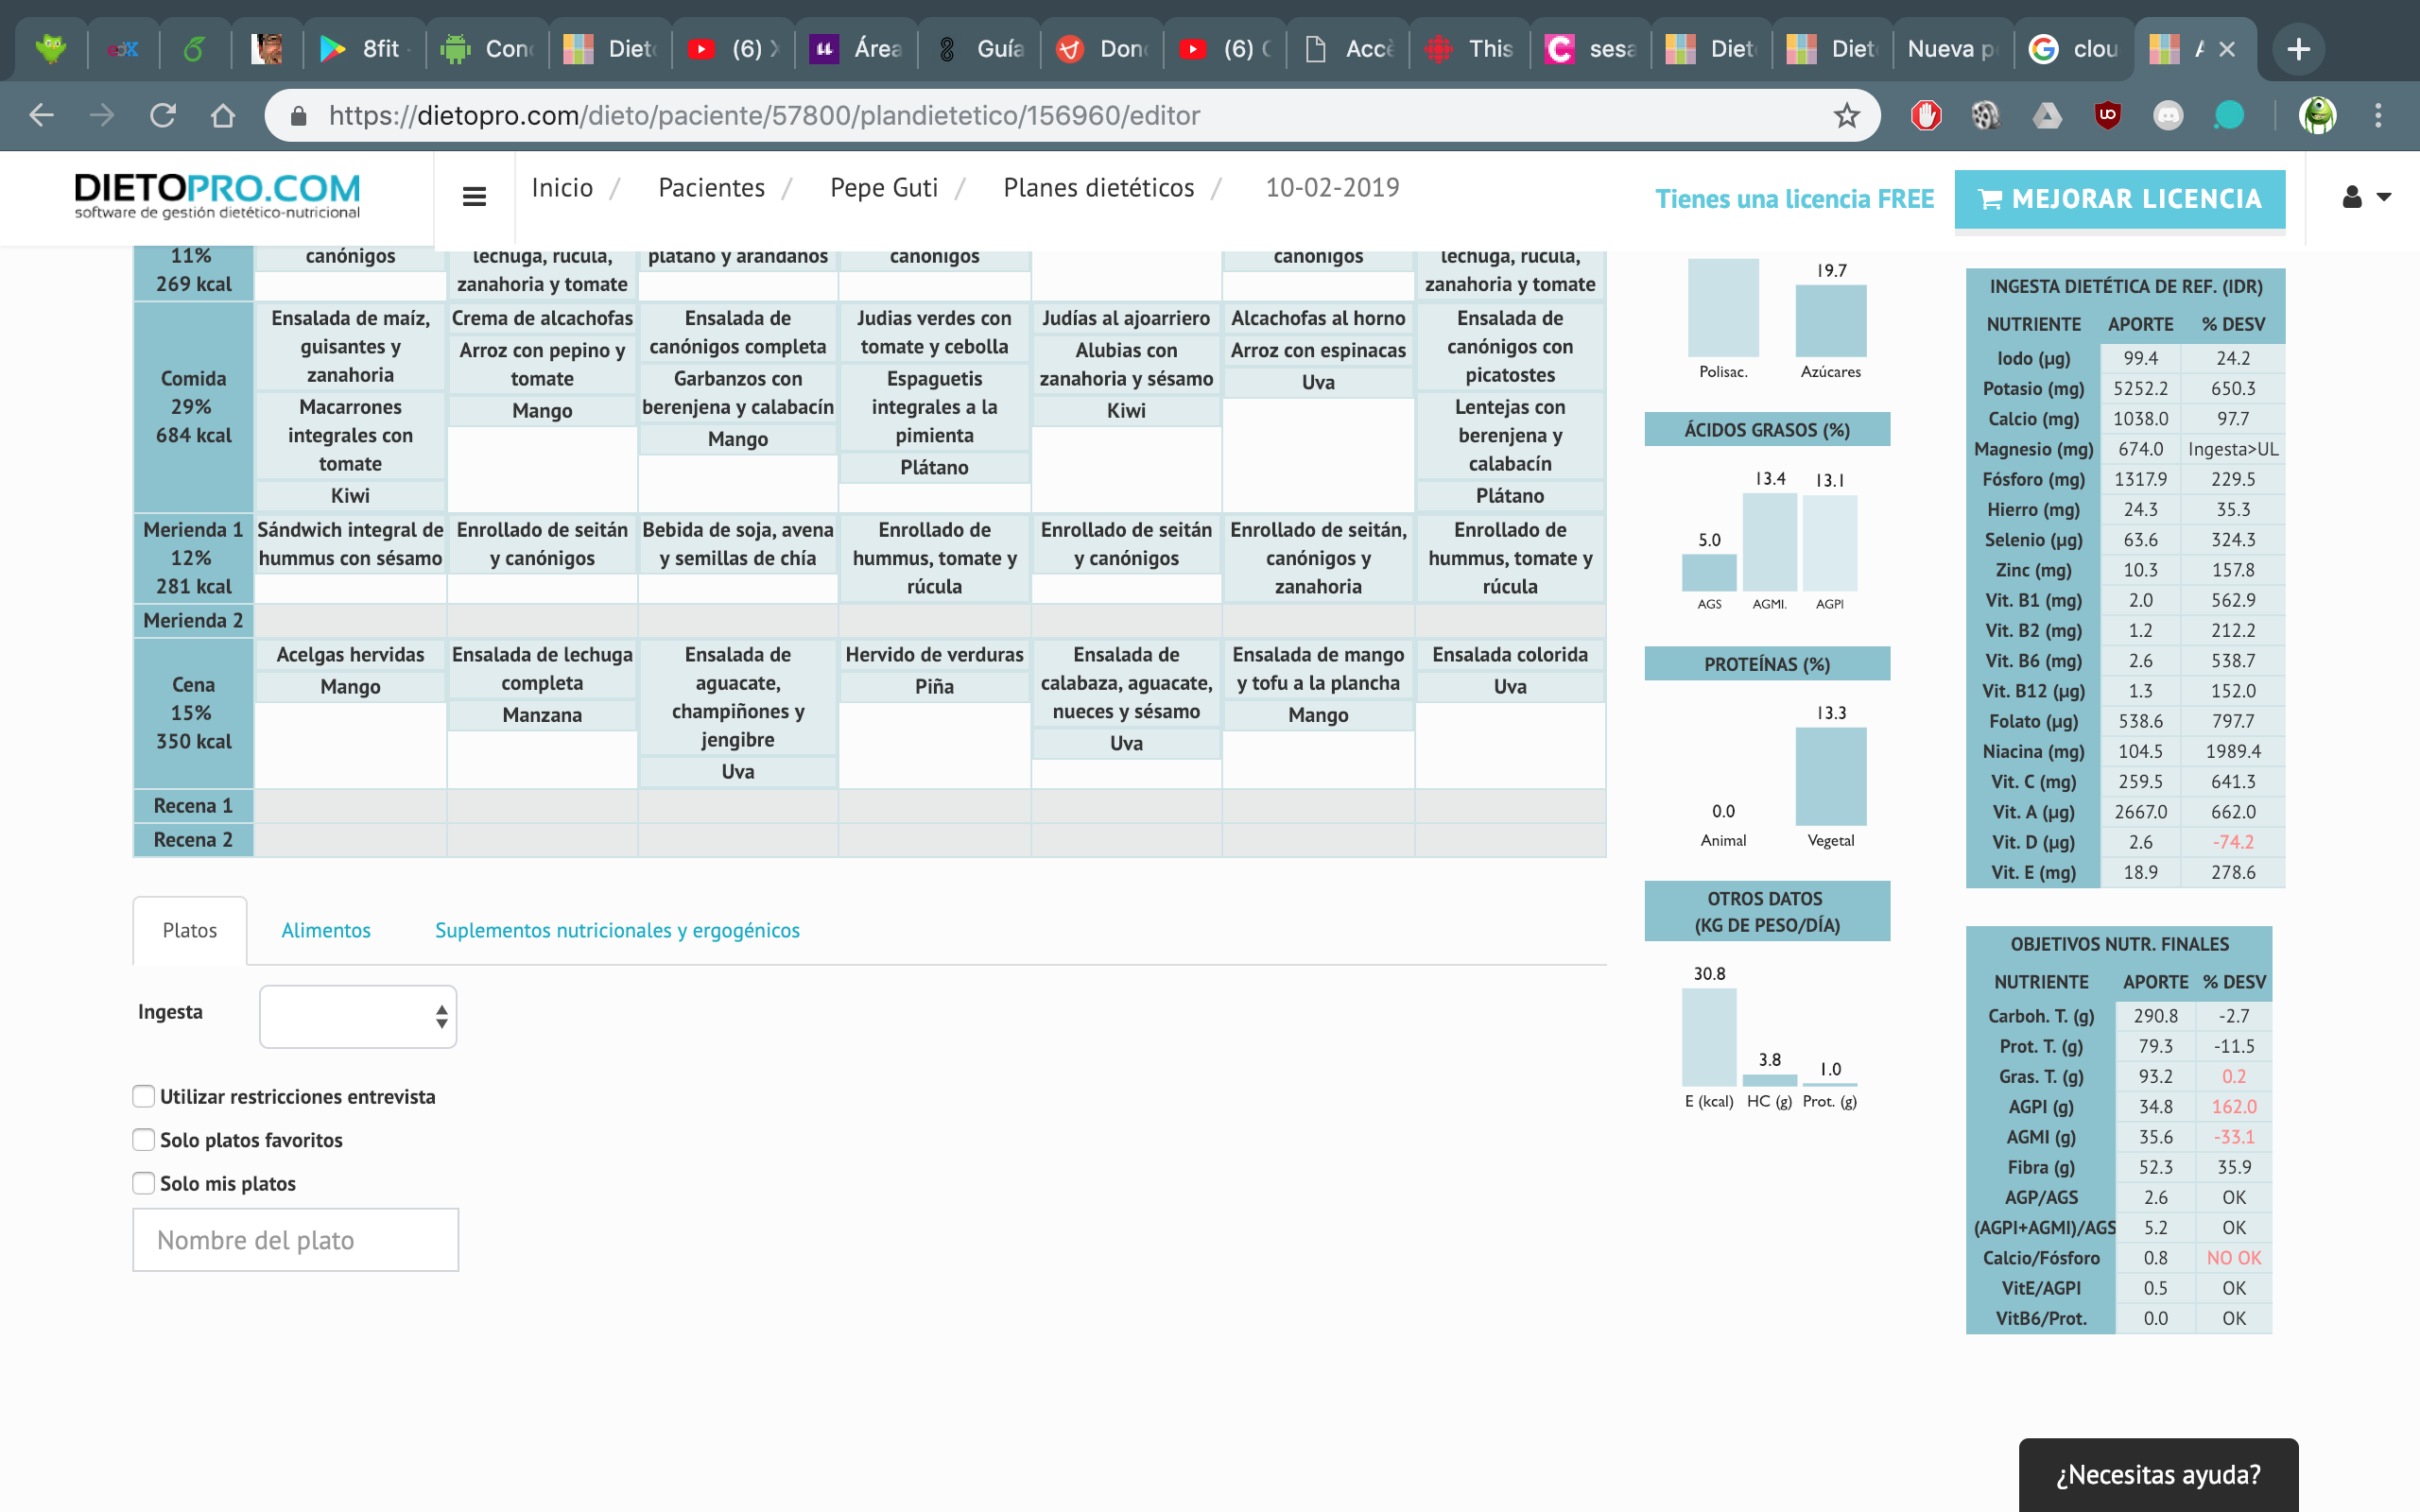 8fit
Con
Diet
(6)
Área
Guía
Don
(6)
Accè
This
sesa
Diet
Diet
Nueva p
clou
https://dietopro.com/dieto/paciente/57800/plandietetico/156960/editor
DIETOPRO.COM
software de gestión dietético-nutricional
Inicio / Pacientes / Pepe Guti / Planes dietéticos / 10-02-2019
Tienes una licencia FREE
MEJORAR LICENCIA
11%
269 kcal
canónigos
lechuga, rúcula,
zanahoria y tomate
plátano y arándanos
canónigos
canónigos
lechuga, rúcula,
zanahoria y tomate
Comida
29%
684 kcal
Ensalada de maíz,
guisantes y
zanahoria
Macarrones
integrales con
tomate
Kiwi
Crema de alcachofas
Arroz con pepino y
tomate
Mango
Ensalada de
canónigos completa
Garbanzos con
berenjena y calabacín
Mango
Judias verdes con
tomate y cebolla
Espaguetis
integrales a la
pimienta
Plátano
Judías al ajoarriero
Alubias con
zanahoria y sésamo
Kiwi
Alcachofas al horno
Arroz con espinacas
Uva
Ensalada de
canónigos con
picatostes
Lentejas con
berenjena y
calabacín
Plátano
Merienda 1
12%
281 kcal
Sándwich integral de
hummus con sésamo
Enrollado de seitán
y canónigos
Bebida de soja, avena
y semillas de chía
Enrollado de
hummus, tomate y
rúcula
Enrollado de seitán
y canónigos
Enrollado de seitán,
canónigos y
zanahoria
Enrollado de
hummus, tomate y
rúcula
Merienda 2
Cena
15%
350 kcal
Acelgas hervidas
Mango
Ensalada de lechuga
completa
Manzana
Ensalada de
aguacate,
champiñones y
jengibre
Uva
Hervido de verduras
Piña
Ensalada de
calabaza, aguacate,
nueces y sésamo
Uva
Ensalada de mango
y tofu a la plancha
Mango
Ensalada colorida
Uva
Recena 1
Recena 2
Platos
Alimentos
Suplementos nutricionales y ergogénicos
Ingesta
Utilizar restricciones entrevista
Solo platos favoritos
Solo mis platos
Nombre del plato
19.7
Polisac. Azúcares
ÁCIDOS GRASOS (%)
5.0 13.4 13.1
AGS AGMI. AGPI
PROTEÍNAS (%)
0.0 13.3
Animal Vegetal
OTROS DATOS
(KG DE PESO/DÍA)
30.8 3.8 1.0
E (kcal) HC (g) Prot. (g)
INGESTA DIETÉTICA DE REF. (IDR)
NUTRIENTE APORTE % DESV
Iodo (µg) 99.4 24.2
Potasio (mg) 5252.2 650.3
Calcio (mg) 1038.0 97.7
Magnesio (mg) 674.0 Ingesta>UL
Fósforo (mg) 1317.9 229.5
Hierro (mg) 24.3 35.3
Selenio (µg) 63.6 324.3
Zinc (mg) 10.3 157.8
Vit. B1 (mg) 2.0 562.9
Vit. B2 (mg) 1.2 212.2
Vit. B6 (mg) 2.6 538.7
Vit. B12 (µg) 1.3 152.0
Folato (µg) 538.6 797.7
Niacina (mg) 104.5 1989.4
Vit. C (mg) 259.5 641.3
Vit. A (µg) 2667.0 662.0
Vit. D (µg) 2.6 -74.2
Vit. E (mg) 18.9 278.6
OBJETIVOS NUTR. FINALES
NUTRIENTE APORTE % DESV
Carboh. T. (g) 290.8 -2.7
Prot. T. (g) 79.3 -11.5
Gras. T. (g) 93.2 0.2
AGPI (g) 34.8 162.0
AGMI (g) 35.6 -33.1
Fibra (g) 52.3 35.9
AGP/AGS 2.6 OK
(AGPI+AGMI)/AGS 5.2 OK
Calcio/Fósforo 0.8 NO OK
VitE/AGPI 0.5 OK
VitB6/Prot. 0.0 OK
¿Necesitas ayuda?